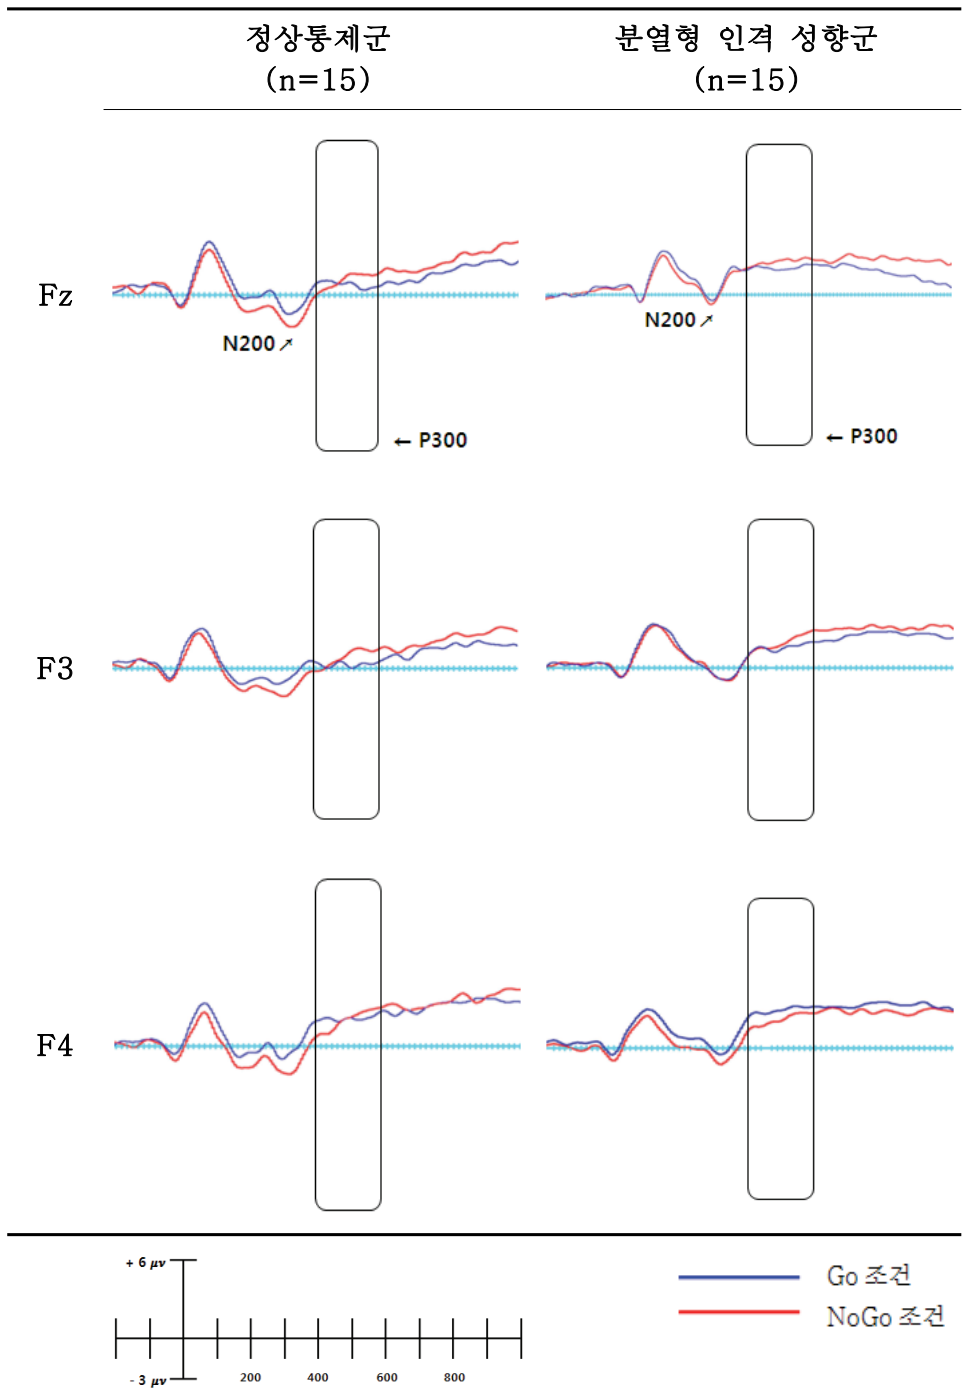 정상통제군 분열형 인격 성향군
(n=15) (n=15)
Fz
N200↗ N200↗
← P300 ← P300
F3
F4
+ 6 μv
Go 조건
NoGo 조건
- 3 μv 200 400 600 800